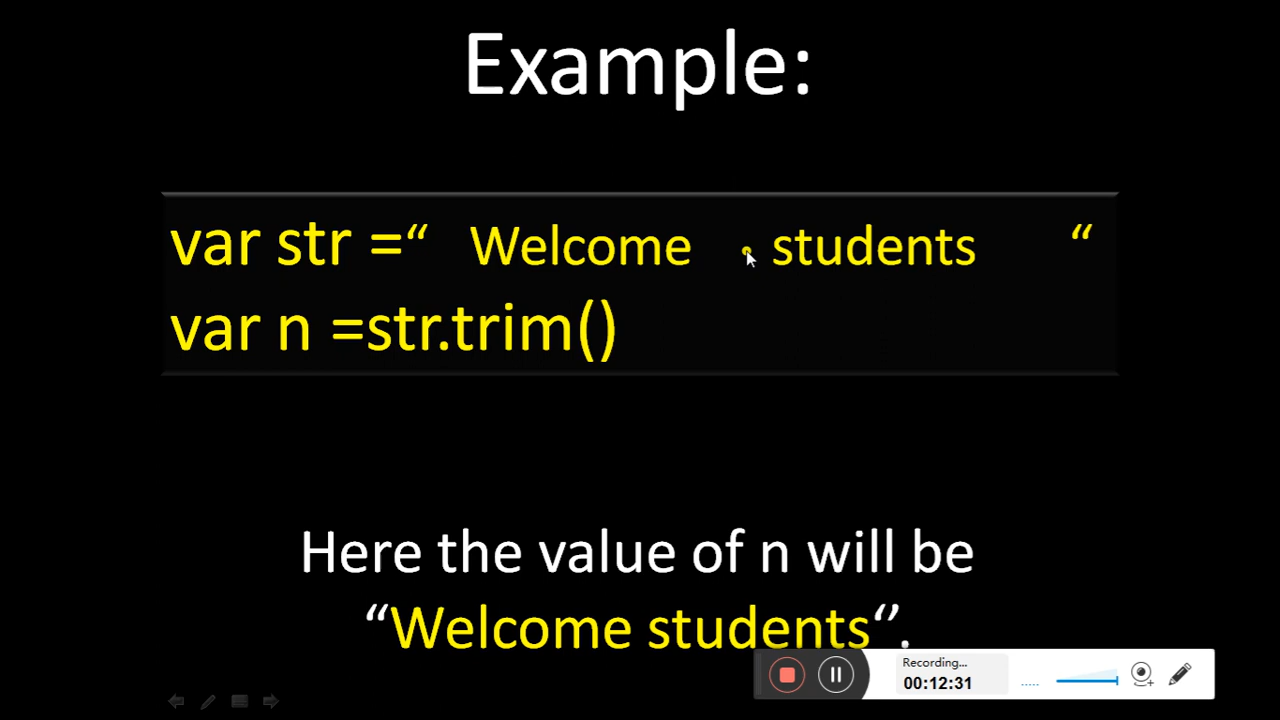 Example:
var str =“ Welcome students “
var n =str.trim()
Here the value of n will be
“Welcome students‘’.
Recording...
00:12:31